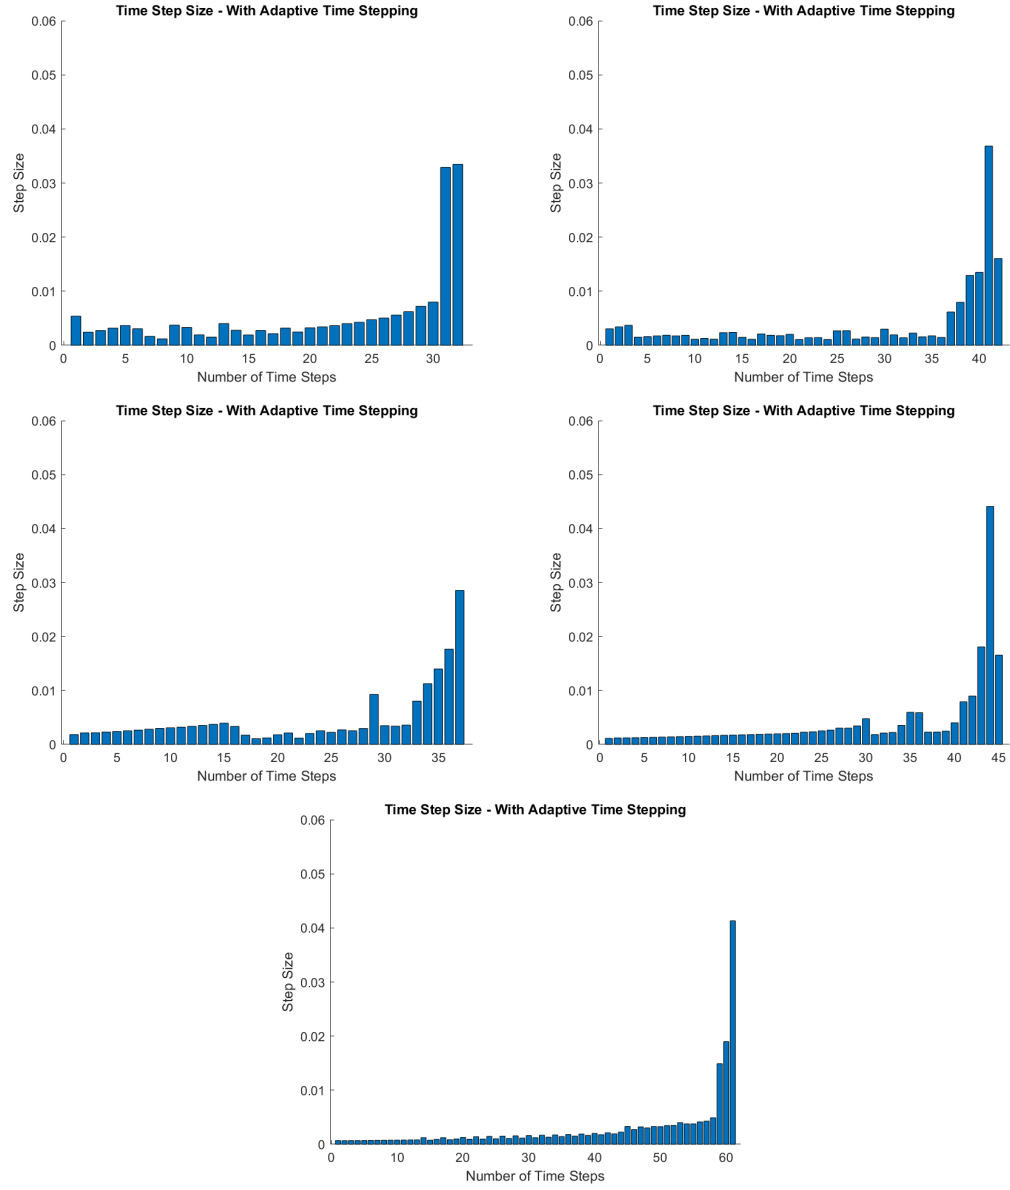 Time Step Size - With Adaptive Time Stepping
0.06
0.05
0.04
0.03
0.02
0.01
0
Step Size
0 5 10 15 20 25 30
Number of Time Steps
Time Step Size - With Adaptive Time Stepping
0.06
0.05
0.04
0.03
0.02
0.01
0
Step Size
0 5 10 15 20 25 30 35 40
Number of Time Steps
Time Step Size - With Adaptive Time Stepping
0.06
0.05
0.04
0.03
0.02
0.01
0
Step Size
0 5 10 15 20 25 30 35
Number of Time Steps
Time Step Size - With Adaptive Time Stepping
0.06
0.05
0.04
0.03
0.02
0.01
0
Step Size
0 5 10 15 20 25 30 35 40 45
Number of Time Steps
Time Step Size - With Adaptive Time Stepping
0.06
0.05
0.04
0.03
0.02
0.01
0
Step Size
0 10 20 30 40 50 60
Number of Time Steps